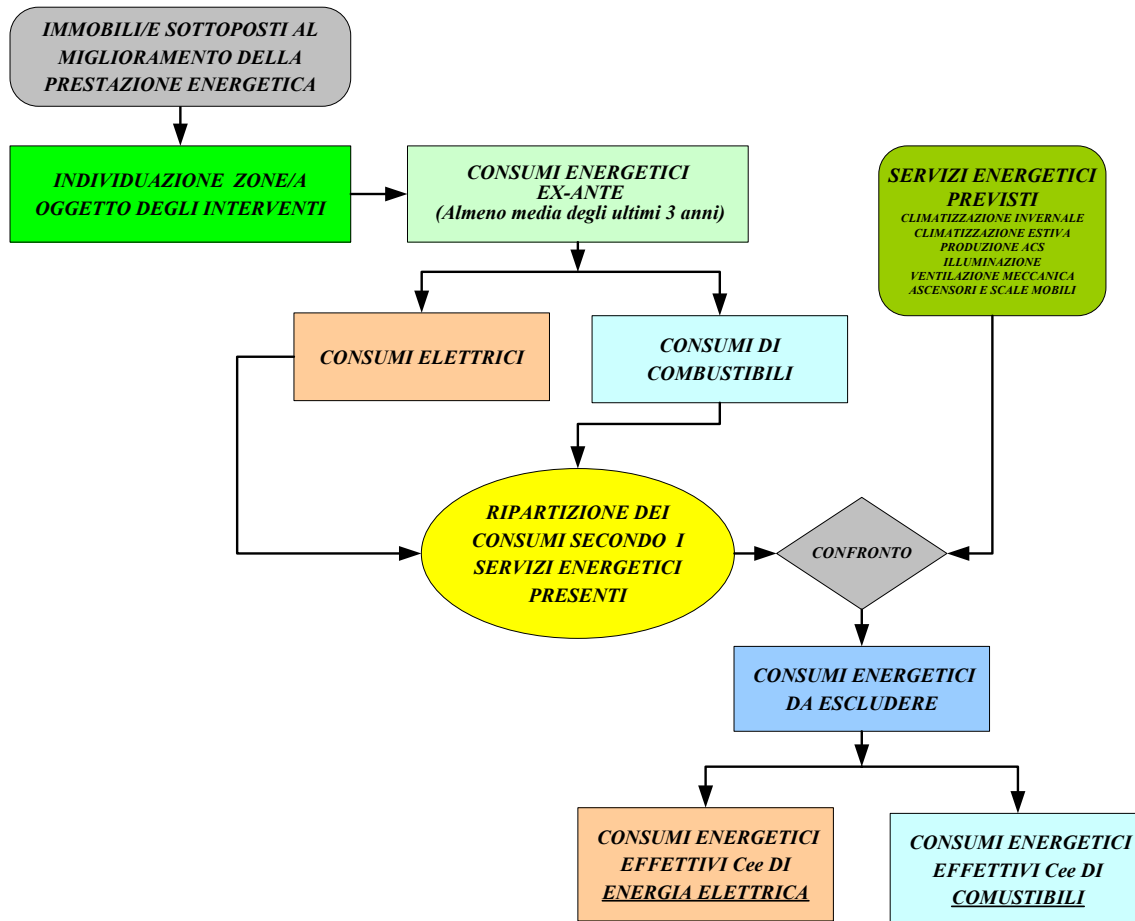 IMMOBILI/E SOTTOPOSTI AL
MIGLIORAMENTO DELLA
PRESTAZIONE ENERGETICA
INDIVIDUAZIONE ZONE/A
OGGETTO DEGLI INTERVENTI
CONSUMI ENERGETICI
EX-ANTE
(Almeno media degli ultimi 3 anni)
SERVIZI ENERGETICI
PREVISTI
CLIMATIZZAZIONE INVERNALE
CLIMATIZZAZIONE ESTIVA
PRODUZIONE ACS
ILLUMINAZIONE
VENTILAZIONE MECCANICA
ASCENSORI E SCALE MOBILI
CONSUMI ELETTRICI
CONSUMI DI
COMBUSTIBILI
RIPARTIZIONE DEI
CONSUMI SECONDO I
SERVIZI ENERGETICI
PRESENTI
CONFRONTO
CONSUMI ENERGETICI
DA ESCLUDERE
CONSUMI ENERGETICI
EFFETTIVI Cee DI
ENERGIA ELETTRICA
CONSUMI ENERGETICI
EFFETTIVI Cee DI
COMUSTIBILI